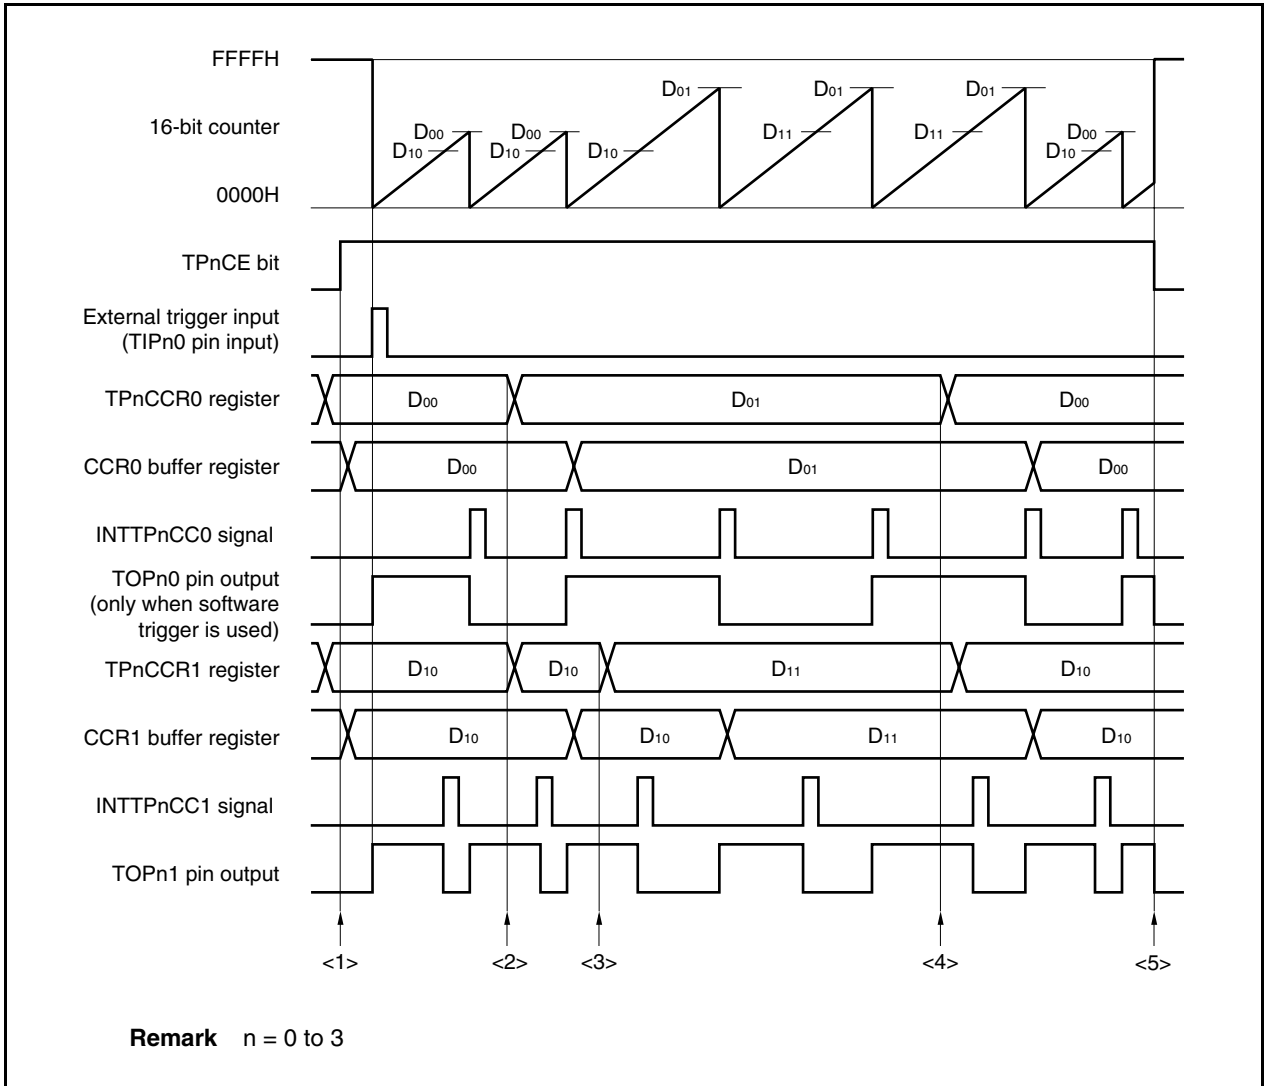 FFFFH
D01 D01 D01
16-bit counter
D00 D00 D11 D11 D00
D10 D10 D10 D10
0000H
TPnCE bit
External trigger input
(TIPn0 pin input)
TPnCCR0 register D00 D01 D00
CCR0 buffer register D00 D01 D00
INTTPnCC0 signal
TOPn0 pin output
(only when software
trigger is used)
TPnCCR1 register D10 D10 D11 D10
CCR1 buffer register D10 D10 D11 D10
INTTPnCC1 signal
TOPn1 pin output
<1> <2> <3> <4> <5>
Remark n = 0 to 3